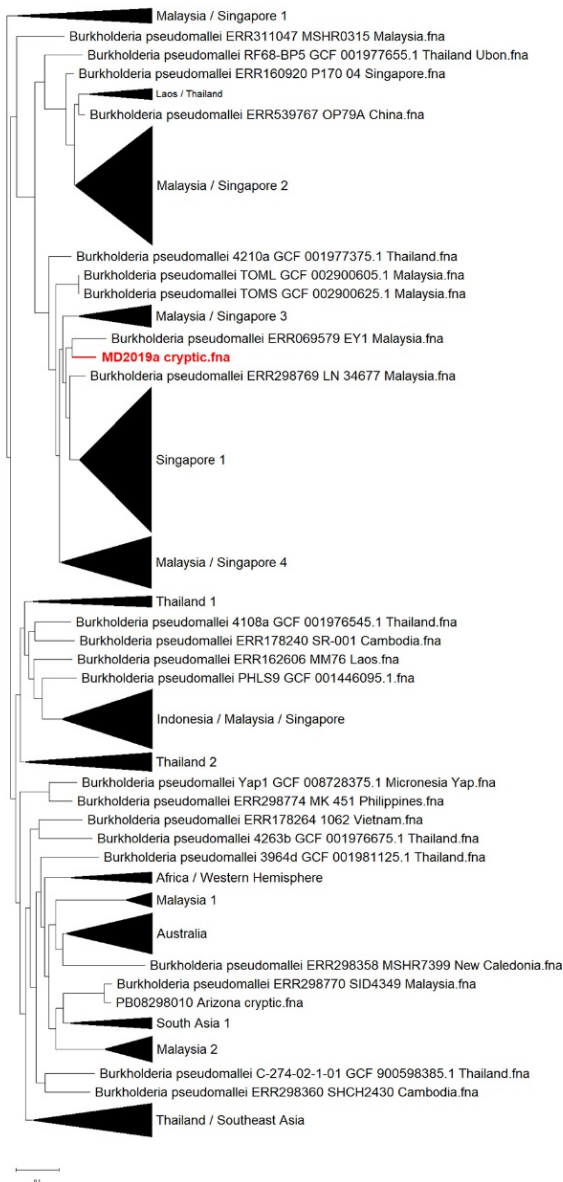 Malaysia / Singapore 1
Burkholderia pseudomallei ERR311047 MSHR0315 Malaysia.fna
Burkholderia pseudomallei RF68-BP5 GCF 001977655.1 Thailand Ubon.fna
Burkholderia pseudomallei ERR160920 P170 04 Singapore.fna
Laos / Thailand
Burkholderia pseudomallei ERR539767 OP79A China.fna
Malaysia / Singapore 2
Burkholderia pseudomallei 4210a GCF 001977375.1 Thailand.fna
Burkholderia pseudomallei TOML GCF 002900605.1 Malaysia.fna
Burkholderia pseudomallei TOMS GCF 002900625.1 Malaysia.fna
Malaysia / Singapore 3
Burkholderia pseudomallei ERR069579 EY1 Malaysia.fna
MD2019a cryptic.fna
Burkholderia pseudomallei ERR298769 LN 34677 Malaysia.fna
Singapore 1
Malaysia / Singapore 4
Thailand 1
Burkholderia pseudomallei 4108a GCF 001976545.1 Thailand.fna
Burkholderia pseudomallei ERR178240 SR-001 Cambodia.fna
Burkholderia pseudomallei ERR162606 MM76 Laos.fna
Burkholderia pseudomallei PHLS9 GCF 001446095.1.fna
Indonesia / Malaysia / Singapore
Thailand 2
Burkholderia pseudomallei Yap1 GCF 008728375.1 Micronesia Yap.fna
Burkholderia pseudomallei ERR298774 MK 451 Philippines.fna
Burkholderia pseudomallei ERR178264 1062 Vietnam.fna
Burkholderia pseudomallei 4263b GCF 001976675.1 Thailand.fna
Burkholderia pseudomallei 3964d GCF 001981125.1 Thailand.fna
Africa / Western Hemisphere
Malaysia 1
Australia
Burkholderia pseudomallei ERR298358 MSHR7399 New Caledonia.fna
Burkholderia pseudomallei ERR298770 SID4349 Malaysia.fna
PB08298010 Arizona cryptic.fna
South Asia 1
Malaysia 2
Burkholderia pseudomallei C-274-02-1-01 GCF 900598385.1 Thailand.fna
Burkholderia pseudomallei ERR298360 SHCH2430 Cambodia.fna
Thailand / Southeast Asia